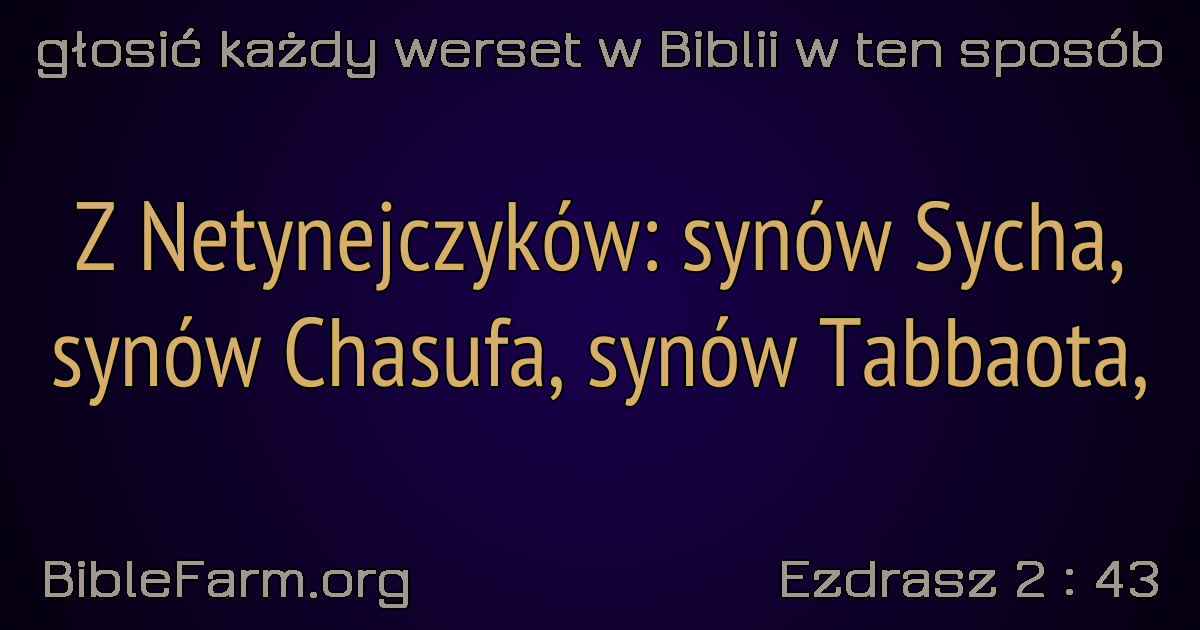 głosić każdy werset w Biblii w ten sposób
Z Netynejczyków: synów Sycha,
synów Chasufa, synów Tabbaota,
BibleFarm.org
Ezdrasz 2 : 43